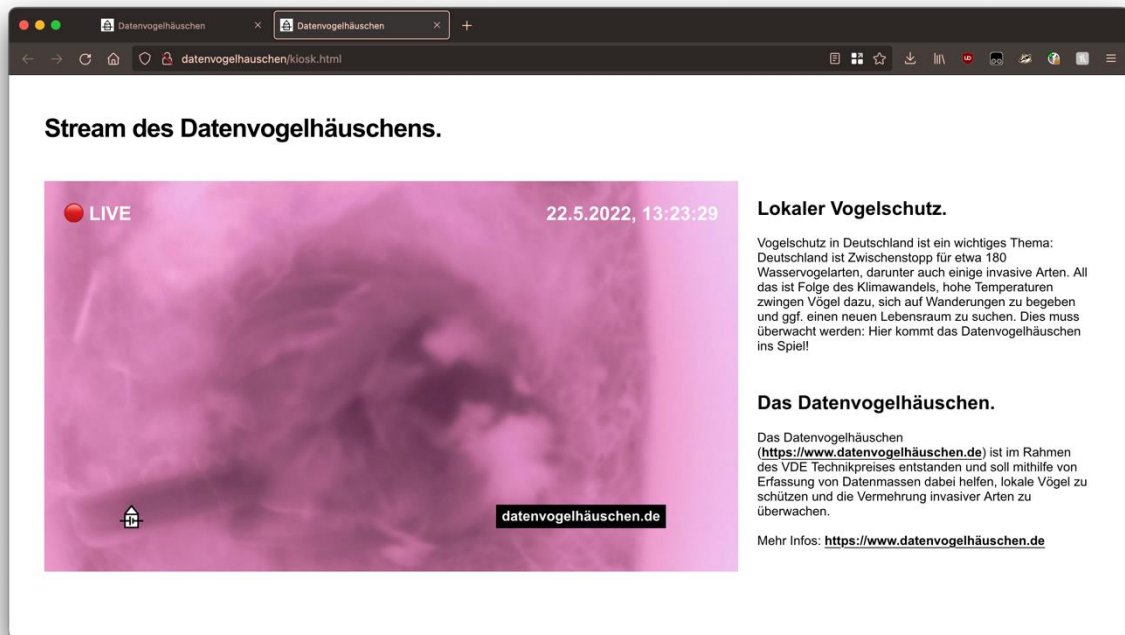 Datenvogelhäuschen
Datenvogelhäuschen
datenvogelhauschen/kiosk.html
Stream des Datenvogelhäuschens.
LIVE
22.5.2022, 13:23:29
datenvogelhäuschen.de
Lokaler Vogelschutz.
Vogelschutz in Deutschland ist ein wichtiges Thema:
Deutschland ist Zwischenstopp für etwa 180
Wasservogelarten, darunter auch einige invasive Arten. All
das ist Folge des Klimawandels, hohe Temperaturen
zwingen Vögel dazu, sich auf Wanderungen zu begeben
und ggf. einen neuen Lebensraum zu suchen. Dies muss
überwacht werden: Hier kommt das Datenvogelhäuschen
ins Spiel!
Das Datenvogelhäuschen.
Das Datenvogelhäuschen
(https://www.datenvogelhäuschen.de) ist im Rahmen
des VDE Technikpreises entstanden und soll mithilfe von
Erfassung von Datenmassen dabei helfen, lokale Vögel zu
schützen und die Vermehrung invasiver Arten zu
überwachen.
Mehr Infos: https://www.datenvogelhäuschen.de